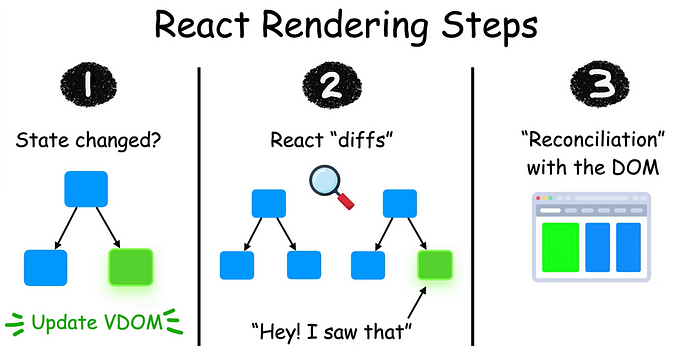 React Rendering Steps
1
State changed?
Update VDOM
2
React “diffs”
“Hey! I saw that”
3
“Reconciliation”
with the DOM